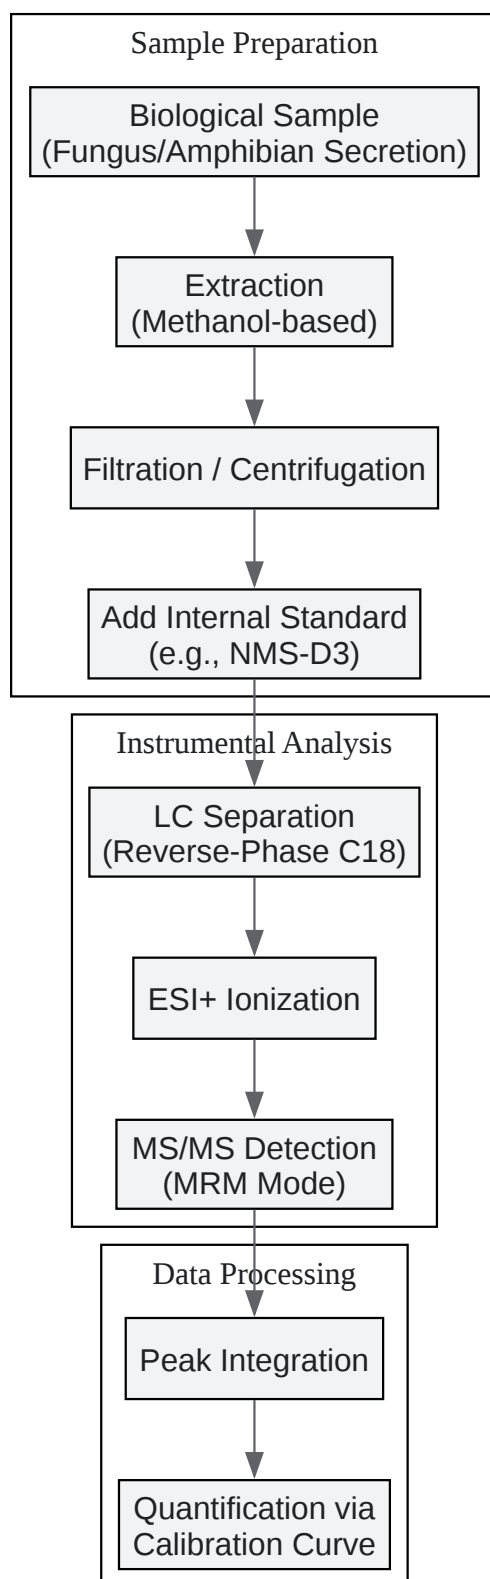 Sample Preparation
Biological Sample
(Fungus/Amphibian Secretion)
Extraction
(Methanol-based)
Filtration / Centrifugation
Add Internal Standard
(e.g., NMS-D3)
Instrumental Analysis
LC Separation
(Reverse-Phase C18)
ESI+ Ionization
MS/MS Detection
(MRM Mode)
Data Processing
Peak Integration
Quantification via
Calibration Curve